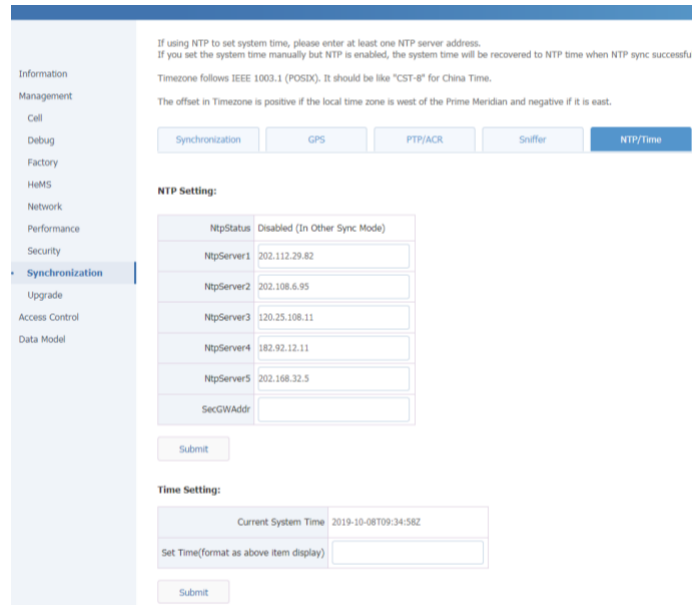 If using NTP to set system time, please enter at least one NTP server address.
If you set the system time manually but NTP is enabled, the system time will be recovered to NTP time when NTP sync successfu
Timezone follows IEEE 1003.1 (POSIX). It should be like "CST-8" for China Time.
The offset in Timezone is positive if the local time zone is west of the Prime Meridian and negative if it is east.
Information
Management
Cell
Debug
Factory
HeMS
Network
Performance
Security
Synchronization
Upgrade
Access Control
Data Model
Synchronization GPS PTP/ACR Sniffer NTP/Time
NTP Setting:
NtpStatus Disabled (In Other Sync Mode)
NtpServer1 202.112.29.82
NtpServer2 202.108.6.95
NtpServer3 120.25.108.11
NtpServer4 182.92.12.11
NtpServer5 202.168.32.5
SecGWAddr
Submit
Time Setting:
Current System Time 2019-10-08T09:34:58Z
Set Time(format as above item display)
Submit